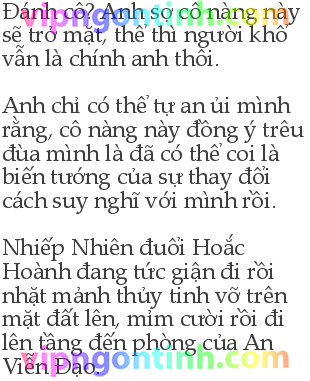 Đánh cô? Anh sợ cô nàng này
sẽ trở mặt, thế thì người khổ
vẫn là chính anh thôi.
Anh chỉ có thể tự an ủi mình
rằng, cô nàng này đồng ý trêu
đùa mình là đã có thể coi là
biến tướng của sự thay đổi
cách suy nghĩ với mình rồi.
Nhiếp Nhiên đuổi Hoắc
Hoành đang tức giận đi rồi
nhặt mảnh thủy tinh vỡ trên
mặt đất lên, mỉm cười rồi đi
lên tầng đến phòng của An
Viễn Đạo.
vipngontinh.com
vipngontinh.com